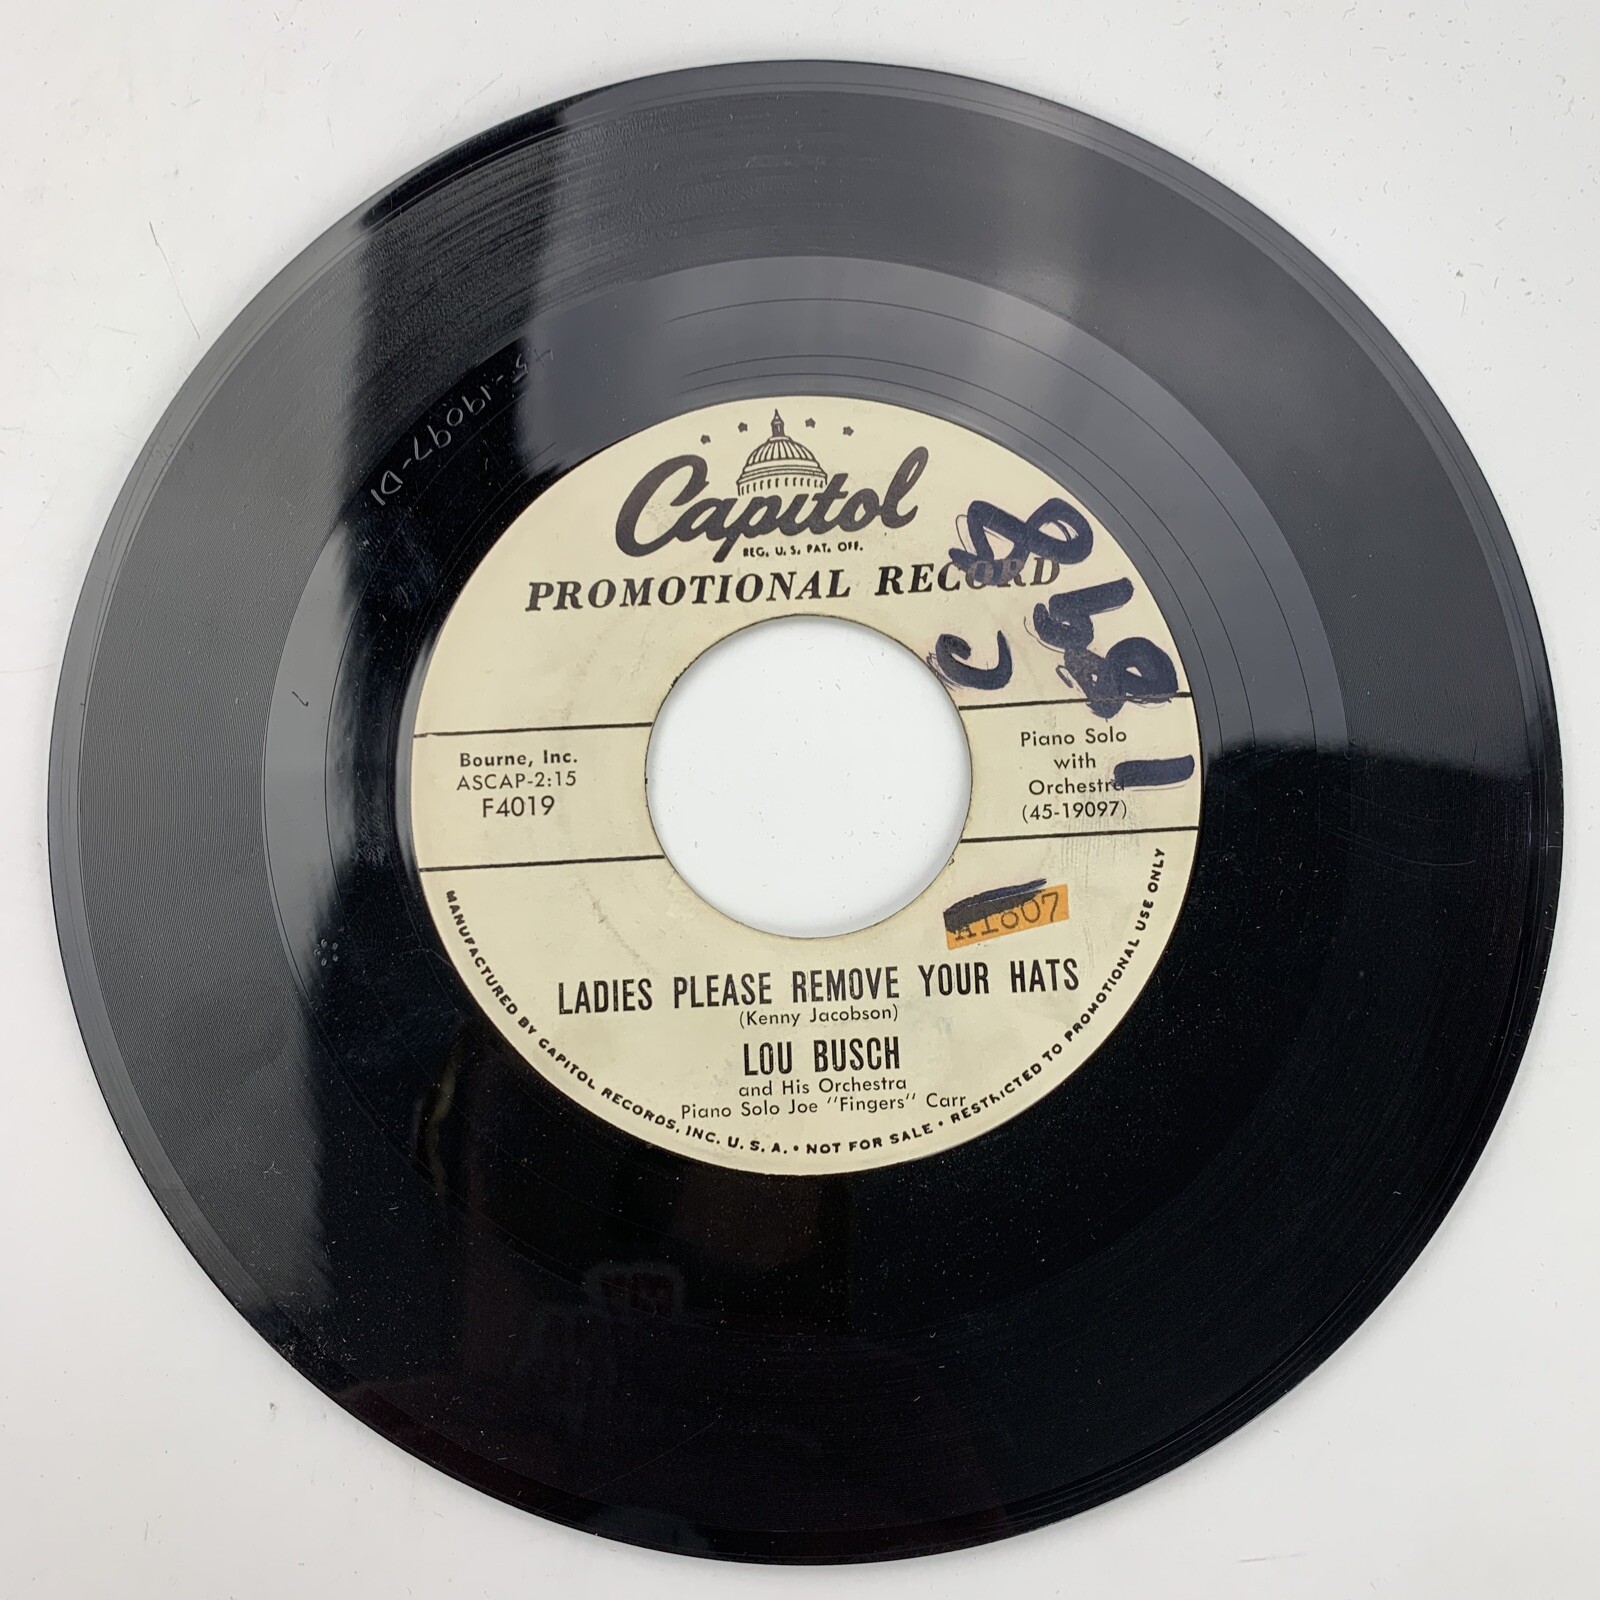 Capitol
REG. U.S. PAT. OFF.
PROMOTIONAL RECORD
Bourne, Inc.
ASCAP-2:15
F4019
Piano Solo
with
Orchestra
(45-19097)
A1807
LADIES PLEASE REMOVE YOUR HATS
(Kenny Jacobson)
LOU BUSCH
and His Orchestra
Piano Solo Joe "Fingers" Carr
MANUFACTURED BY CAPITOL RECORDS, INC. U.S.A. • NOT FOR SALE • RESTRICTED TO PROMOTIONAL USE ONLY
45-19097-D1